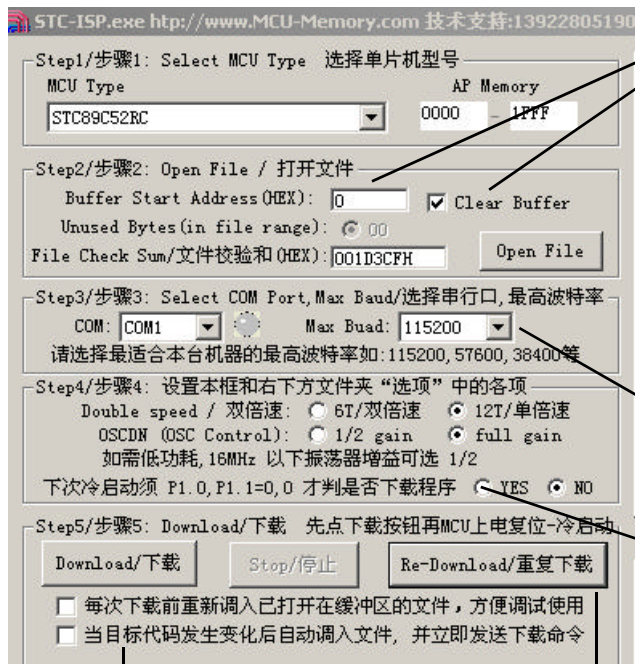 STC-ISP.exe htp://www.MCU-Memory.com 技术支持:13922805190
Step1/步骤1: Select MCU Type 选择单片机型号
MCU Type AP Memory
STC89C52RC 0000 - 1FFF
Step2/步骤2: Open File / 打开文件
Buffer Start Address(HEX): 0 Clear Buffer
Unused Bytes(in file range): 00
File Check Sum/文件校验和(HEX): 001D3CFH Open File
Step3/步骤3: Select COM Port,Max Baud/选择串行口,最高波特率
COM: COM1 Max Buad: 115200
请选择最适合本台机器的最高波特率如:115200,57600,38400等
Step4/步骤4: 设置本框和右下方文件夹“选项”中的各项
Double speed / 双倍速: 6T/双倍速 12T/单倍速
OSCDN (OSC Control): 1/2 gain full gain
如需低功耗,16MHz 以下振荡器增益可选 1/2
下次冷启动须 P1.0,P1.1=0,0 才判是否下载程序 YES NO
Step5/步骤5: Download/下载 先点下载按钮再MCU上电复位-冷启动
Download/下载 Stop/停止 Re-Download/重复下载
每次下载前重新调入已打开在缓冲区的文件，方便调试使用
当目标代码发生变化后自动调入文件, 并立即发送下载命令